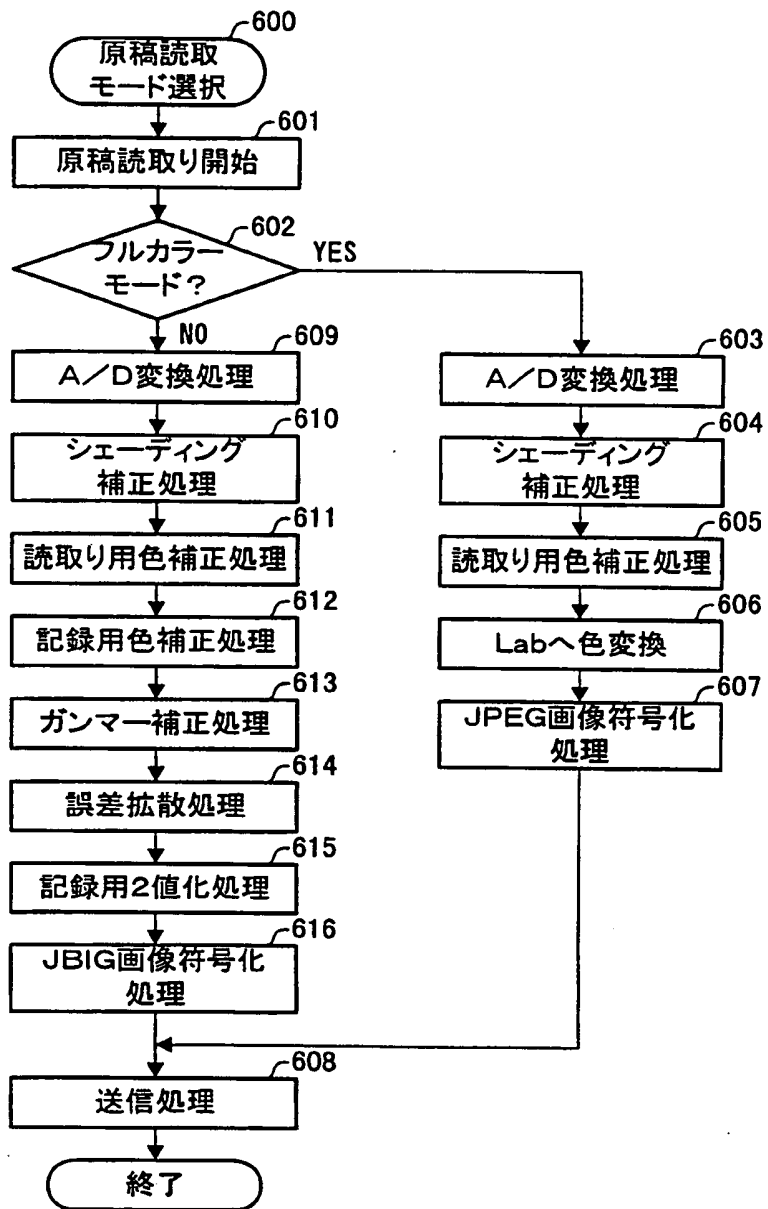 600
原稿読取
モード選択
601
原稿読取り開始
602
フルカラー
モード?
YES
NO
609
A/D変換処理
610
シェーディング
補正処理
611
読取り用色補正処理
612
記録用色補正処理
613
ガンマー補正処理
614
誤差拡散処理
615
記録用2値化処理
616
JBIG画像符号化
処理
603
A/D変換処理
604
シェーディング
補正処理
605
読取り用色補正処理
606
Labへ色変換
607
JPEG画像符号化
処理
608
送信処理
終了